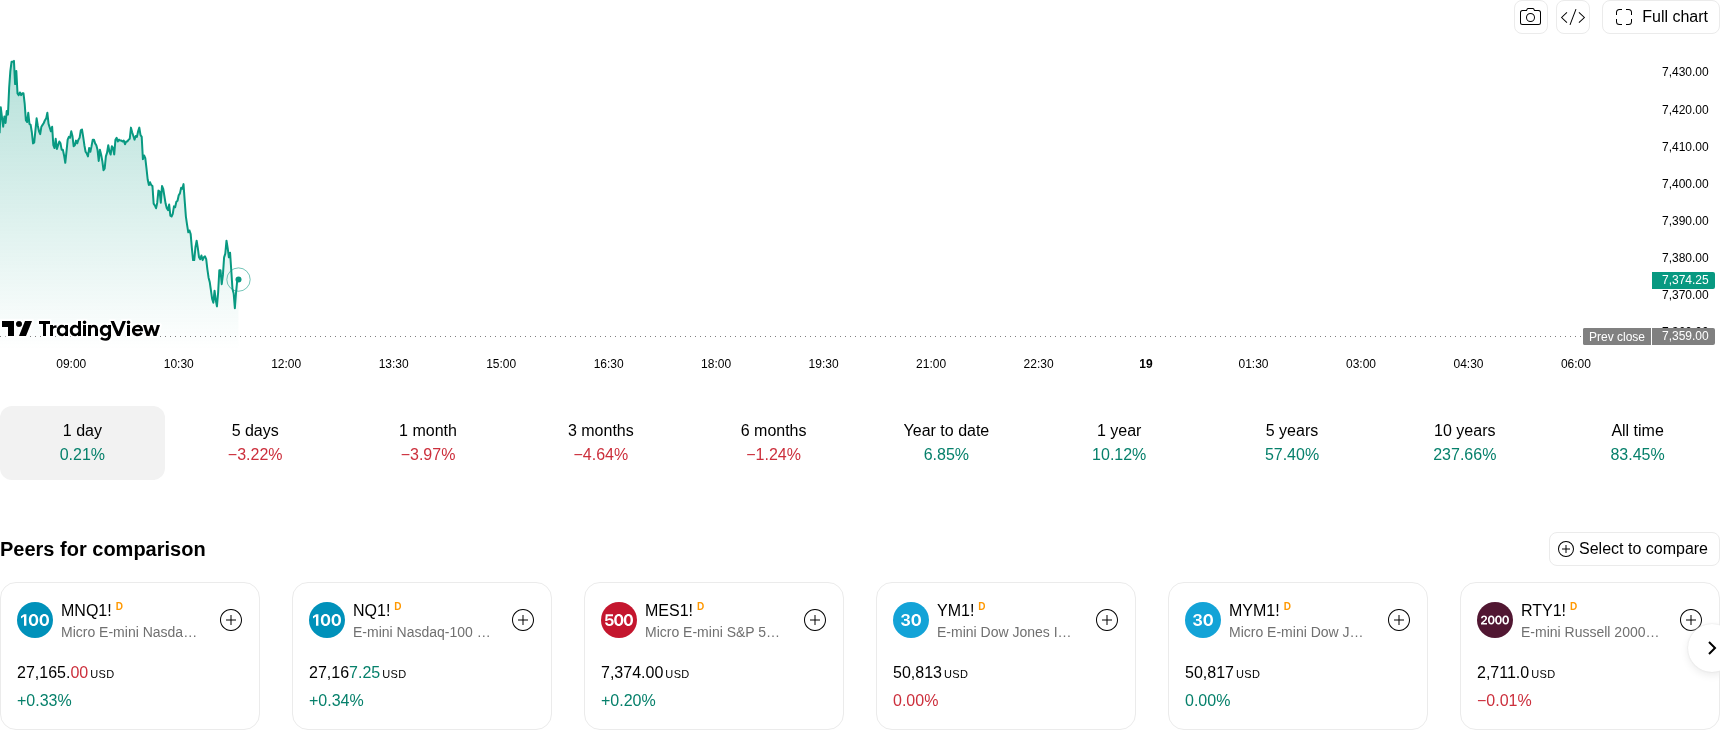 Full chart
7,430.00
7,420.00
7,410.00
7,400.00
7,390.00
7,380.00
7,374.25
7,370.00
TradingView
Prev close 7,359.00
09:00 10:30 12:00 13:30 15:00 16:30 18:00 19:30 21:00 22:30 19 01:30 03:00 04:30 06:00
1 day 5 days 1 month 3 months 6 months Year to date 1 year 5 years 10 years All time
0.21% −3.22% −3.97% −4.64% −1.24% 6.85% 10.12% 57.40% 237.66% 83.45%
Peers for comparison
Select to compare
100 MNQ1! D
Micro E-mini Nasda…
27,165.00 USD
+0.33%
100 NQ1! D
E-mini Nasdaq-100 …
27,167.25 USD
+0.34%
500 MES1! D
Micro E-mini S&P 5…
7,374.00 USD
+0.20%
30 YM1! D
E-mini Dow Jones I…
50,813 USD
0.00%
30 MYM1! D
Micro E-mini Dow J…
50,817 USD
0.00%
2000 RTY1! D
E-mini Russell 2000…
2,711.0 USD
−0.01%